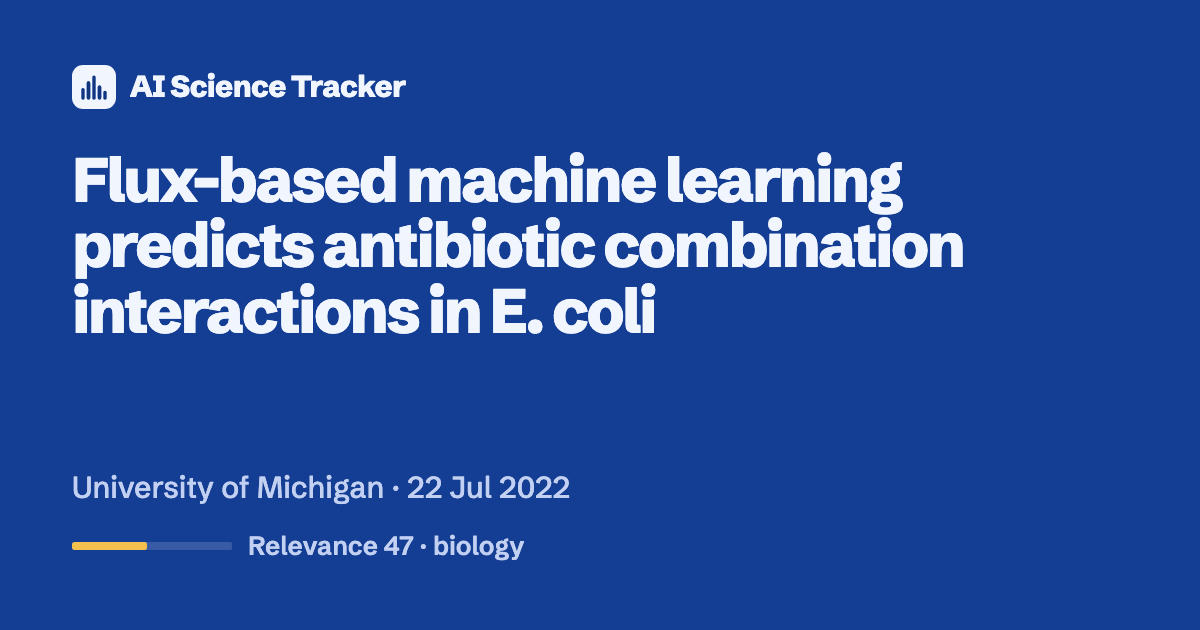 AI Science Tracker
Flux-based machine learning
predicts antibiotic combination
interactions in E. coli
University of Michigan · 22 Jul 2022
Relevance 47 · biology